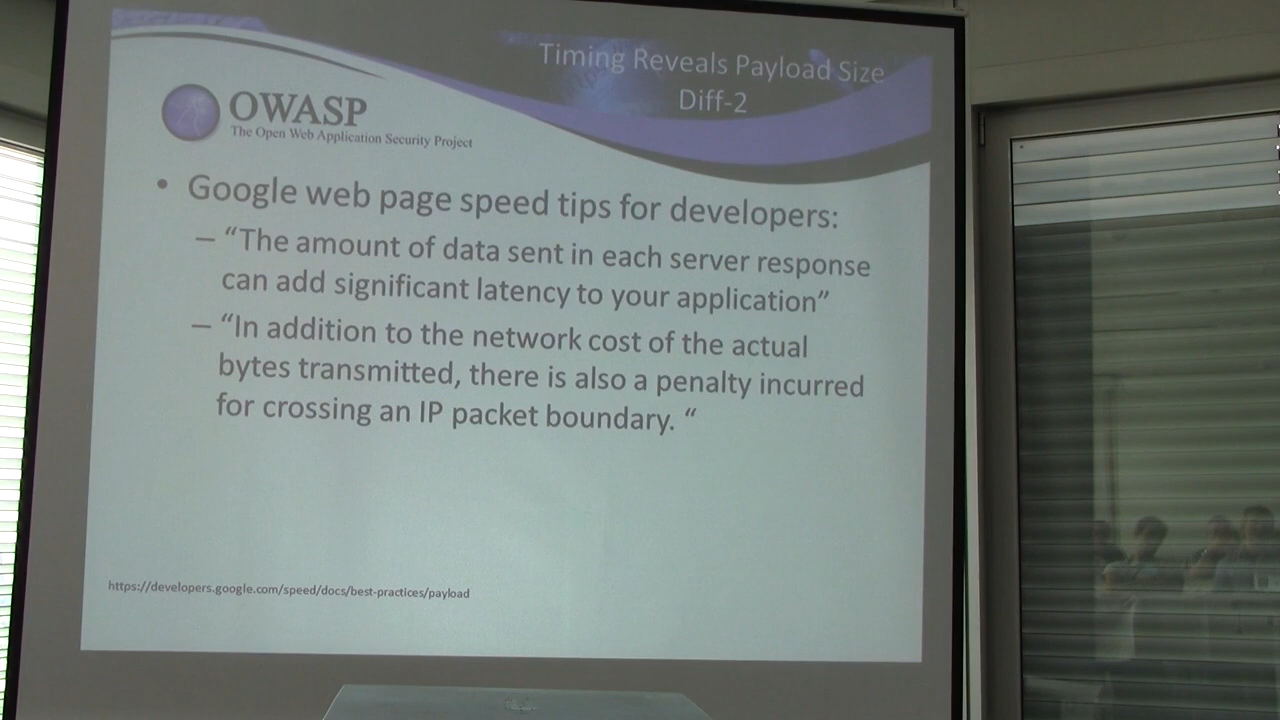 Timing Reveals Payload Size
Diff-2
OWASP
The Open Web Application Security Project
• Google web page speed tips for developers:
– “The amount of data sent in each server response
can add significant latency to your application”
– “In addition to the network cost of the actual
bytes transmitted, there is also a penalty incurred
for crossing an IP packet boundary. “
https://developers.google.com/speed/docs/best-practices/payload